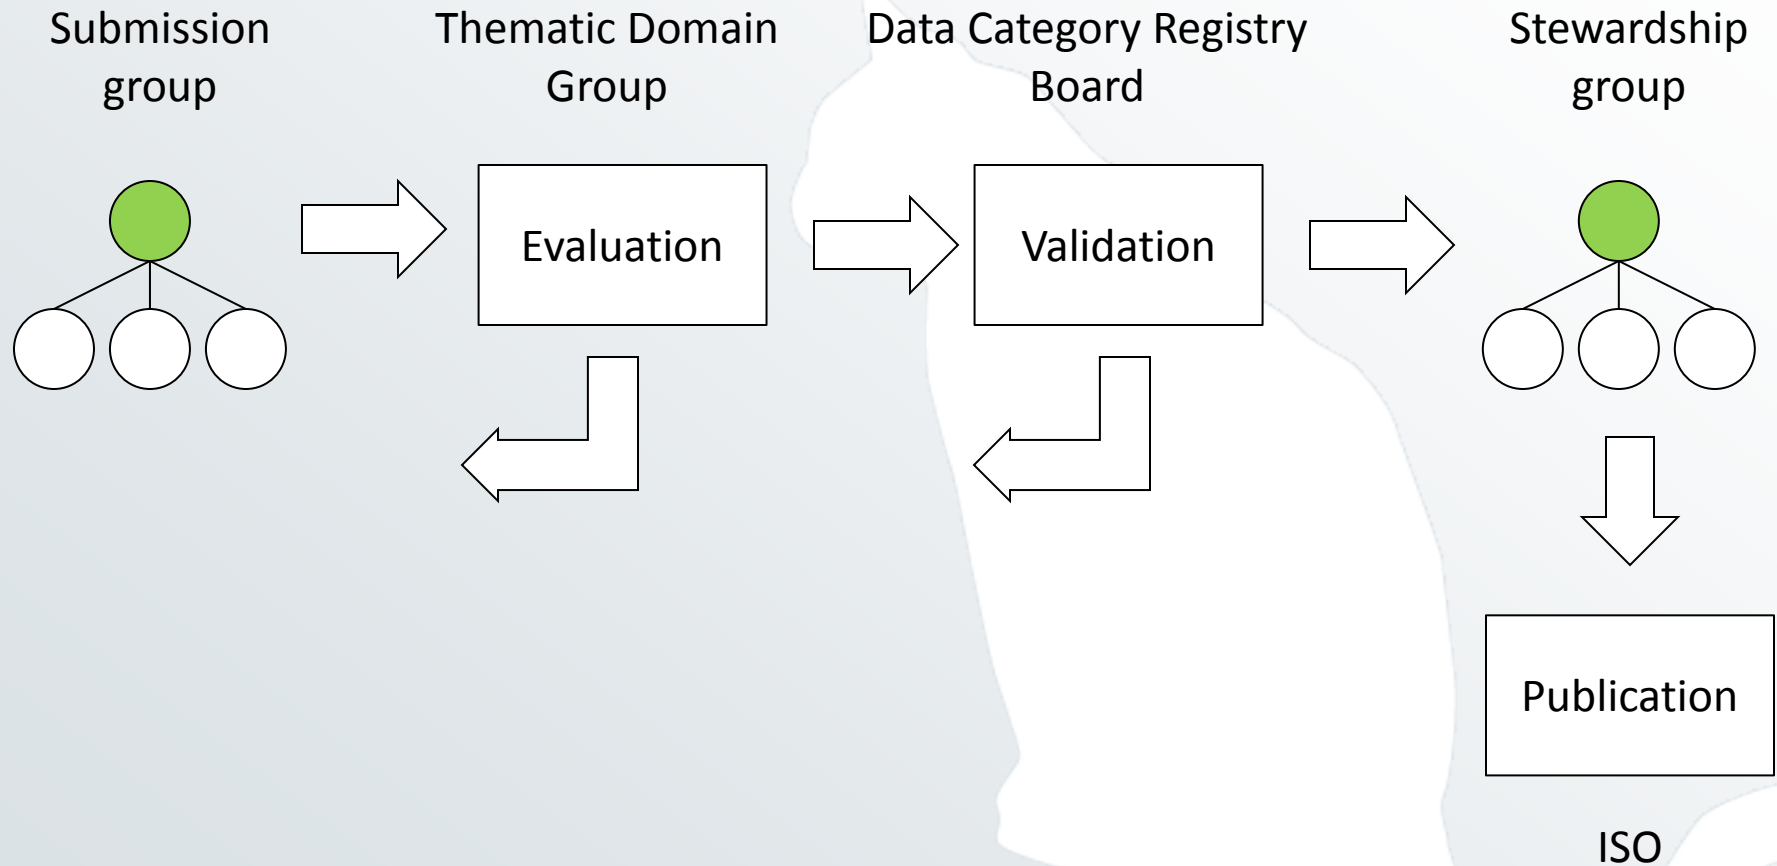 Submission
group
Thematic Domain
Group
Data Category Registry
Board
Stewardship
group
Evaluation
Validation
Publication
ISO